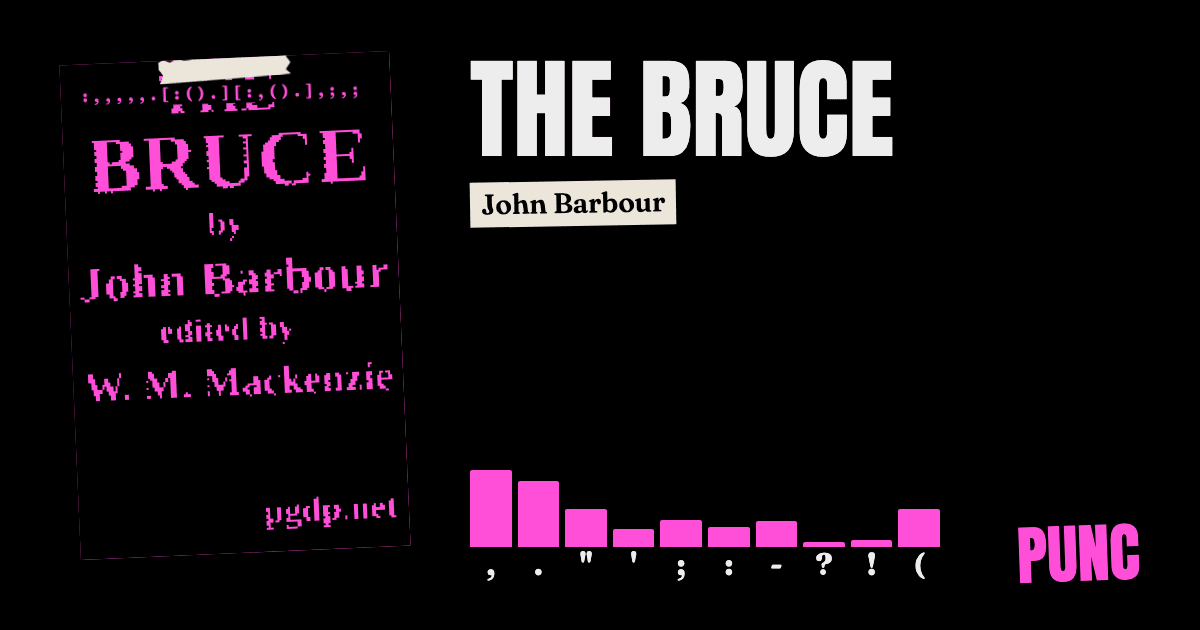 :,,,,,.[:().][:,().],;,;
BRUCE
by
John Barbour
edited by
W. M. Mackenzie
pgdp.net
THE BRUCE
John Barbour
, . " ' ; : - ? ! (
PUNC